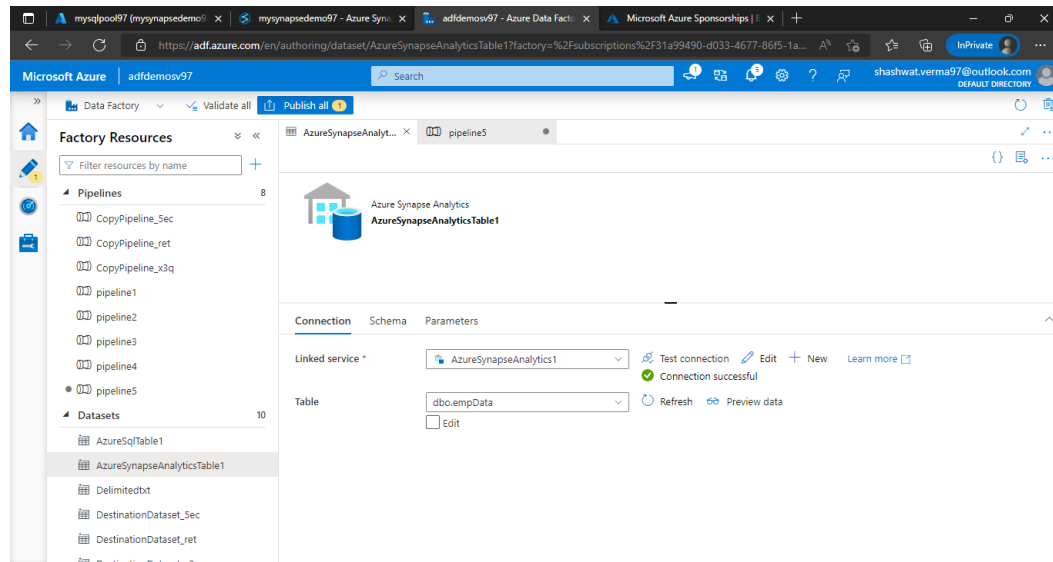 mysqlpool97 (mysynapsedemo9
mysynapsedemo97 - Azure Syna
adfdemosv97 - Azure Data Facto
Microsoft Azure Sponsorships | E
https://adf.azure.com/en/authoring/dataset/AzureSynapseAnalyticsTable1?factory=%2Fsubscriptions%2F31a99490-d033-4677-86f5-1a...
InPrivate
Microsoft Azure
adfdemosv97
Search
1
5
shashwat.verma97@outlook.com
DEFAULT DIRECTORY
Data Factory
Validate all
Publish all 1
Factory Resources
Filter resources by name
1
Pipelines 8
CopyPipeline_5ec
CopyPipeline_ret
CopyPipeline_x3q
pipeline1
pipeline2
pipeline3
pipeline4
pipeline5
Datasets 10
AzureSqlTable1
AzureSynapseAnalyticsTable1
Delimitedtxt
DestinationDataset_5ec
DestinationDataset_ret
AzureSynapseAnalyt...
pipeline5
Azure Synapse Analytics
AzureSynapseAnalyticsTable1
Connection
Schema
Parameters
Linked service *
AzureSynapseAnalytics1
Test connection
Edit
New
Learn more
Connection successful
Table
dbo.empData
Refresh
Preview data
Edit